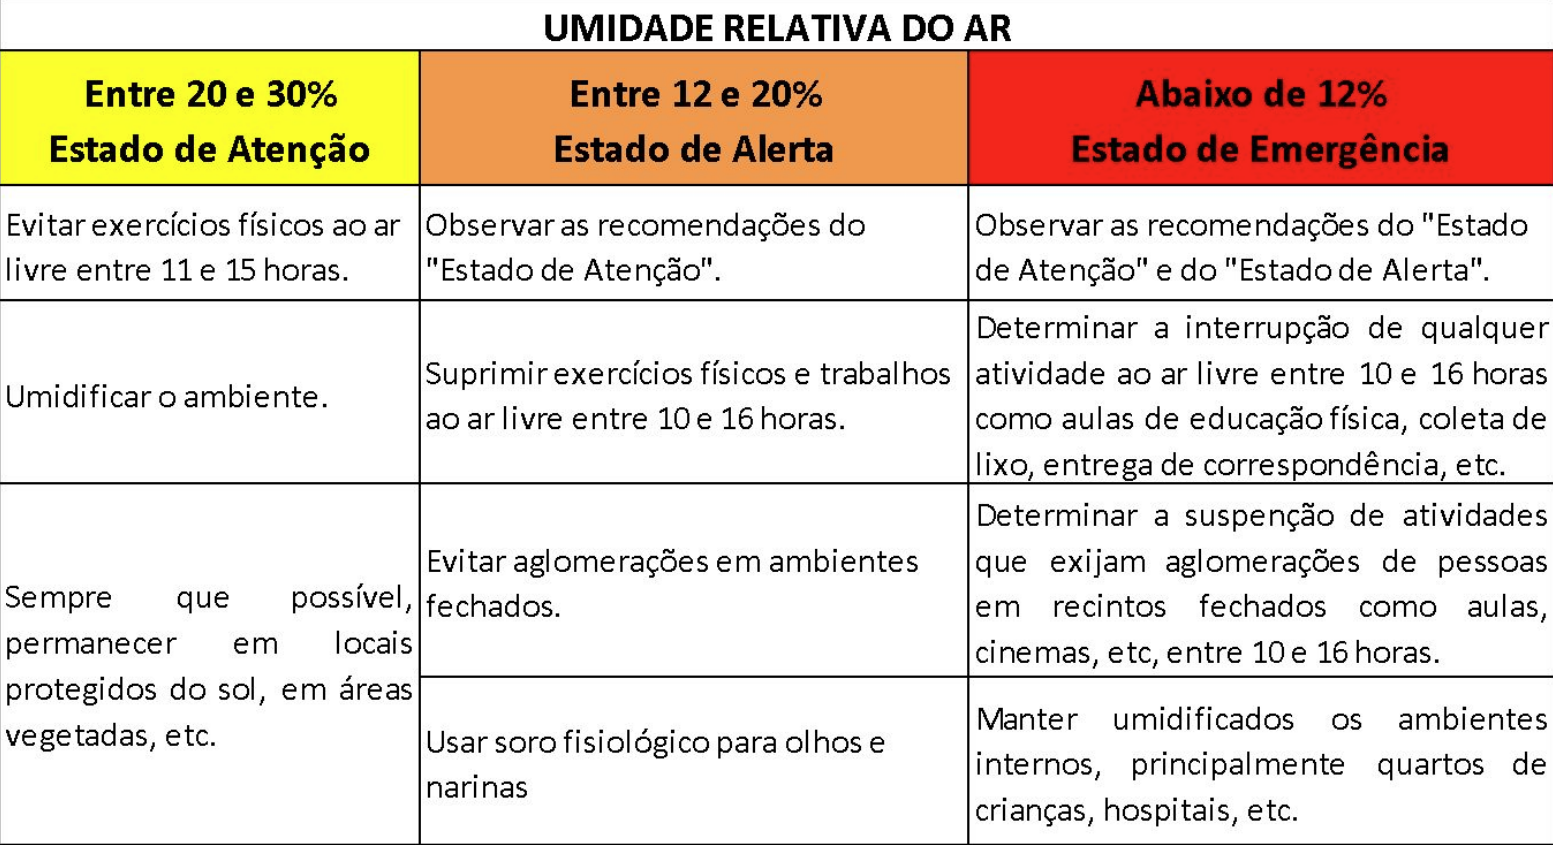 UMIDADE RELATIVA DO AR
Entre 20 e 30%
Estado de Atenção
Entre 12 e 20%
Estado de Alerta
Abaixo de 12%
Estado de Emergência
Evitar exercícios físicos ao ar
livre entre 11 e 15 horas.
Observar as recomendações do
"Estado de Atenção".
Observar as recomendações do "Estado
de Atenção" e do "Estado de Alerta".
Umidificar o ambiente.
Suprimir exercícios físicos e trabalhos
ao ar livre entre 10 e 16 horas.
Determinar a interrupção de qualquer
atividade ao ar livre entre 10 e 16 horas
como aulas de educação física, coleta de
lixo, entrega de correspondência, etc.
Sempre que possível,
permanecer em locais
protegidos do sol, em áreas
vegetadas, etc.
Evitar aglomerações em ambientes
fechados.
Determinar a suspenção de atividades
que exijam aglomerações de pessoas
em recintos fechados como aulas,
cinemas, etc, entre 10 e 16 horas.
Usar soro fisiológico para olhos e
narinas
Manter umidificados os ambientes
internos, principalmente quartos de
crianças, hospitais, etc.